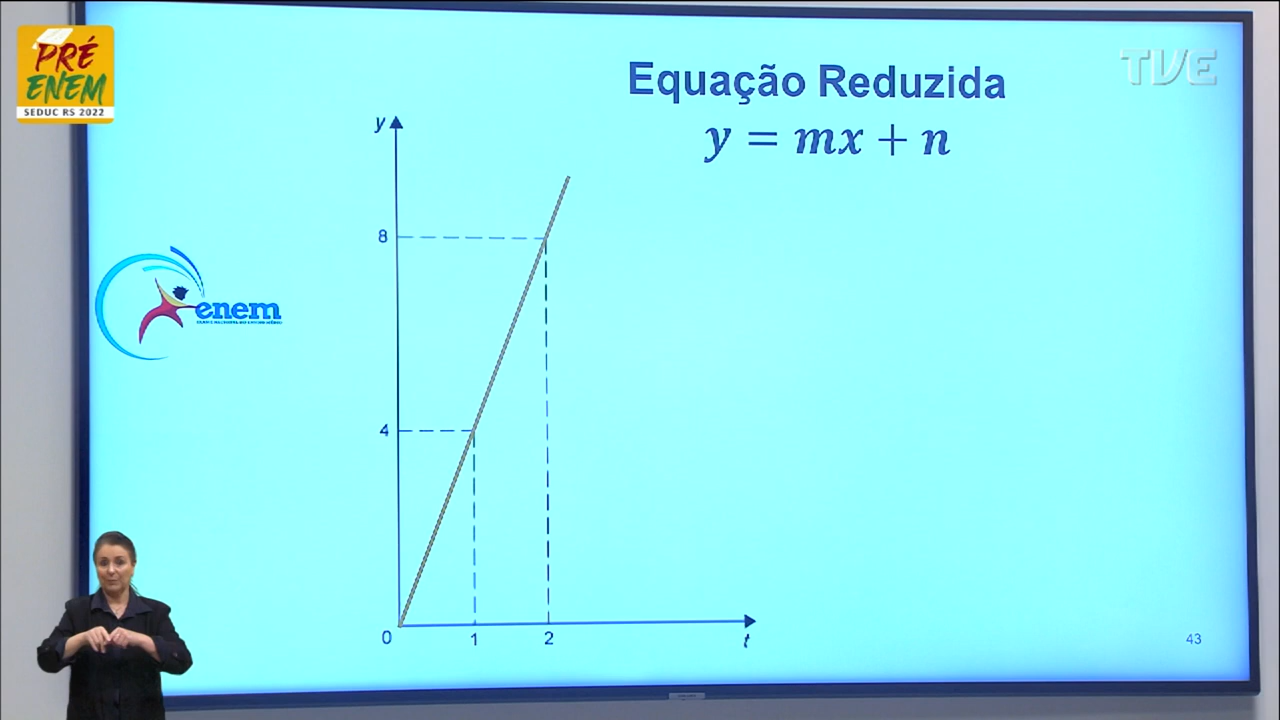 PRÉ
ENEM
SEDUC RS 2022
TVE
Equação Reduzida
y = mx + n
y
8
4
0
1
2
t
enem
43